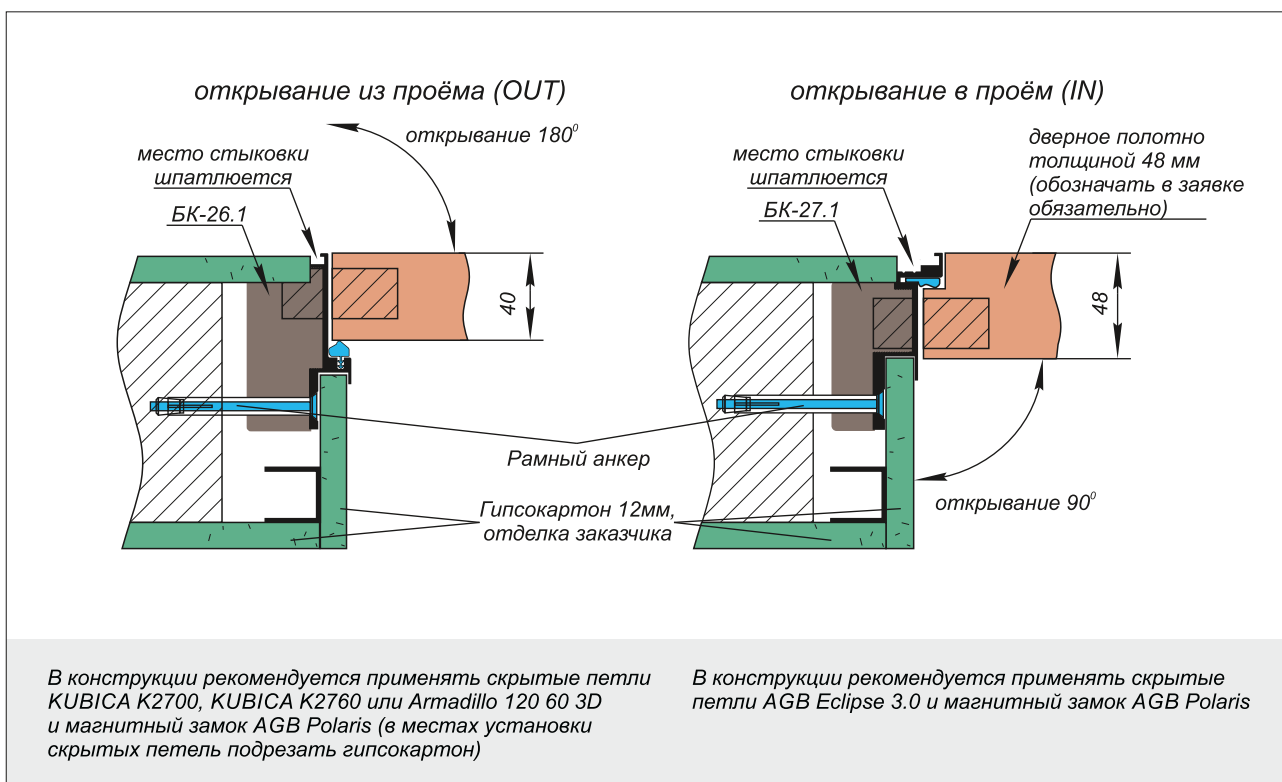 открывание из проёма (OUT)
открывание 180⁰
место стыковки
шпатлюется
БК-26.1
40
открывание в проём (IN)
дверное полотно
толщиной 48 мм
(обозначать в заявке
обязательно)
место стыковки
шпатлюется
БК-27.1
48
Рамный анкер
открывание 90⁰
Гипсокартон 12мм,
отделка заказчика
В конструкции рекомендуется применять скрытые петли
KUBICA K2700, KUBICA K2760 или Armadillo 120 60 3D
и магнитный замок AGB Polaris (в местах установки
скрытых петель подрезать гипсокартон)
В конструкции рекомендуется применять скрытые
петли AGB Eclipse 3.0 и магнитный замок AGB Polaris